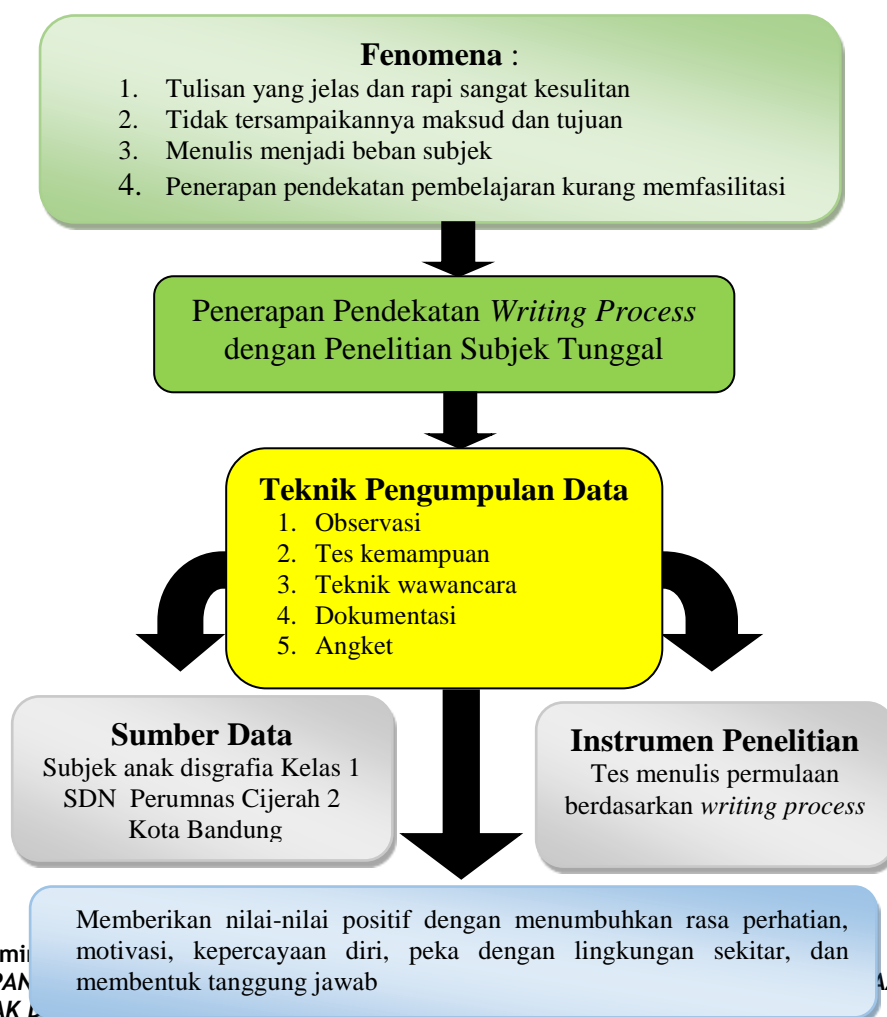 Fenomena :
1. Tulisan yang jelas dan rapi sangat kesulitan
2. Tidak tersampaikannya maksud dan tujuan
3. Menulis menjadi beban subjek
4. Penerapan pendekatan pembelajaran kurang memfasilitasi
Penerapan Pendekatan Writing Process
dengan Penelitian Subjek Tunggal
Teknik Pengumpulan Data
1. Observasi
2. Tes kemampuan
3. Teknik wawancara
4. Dokumentasi
5. Angket
Sumber Data
Subjek anak disgrafia Kelas 1
SDN Perumnas Cijerah 2
Kota Bandung
Instrumen Penelitian
Tes menulis permulaan
berdasarkan writing process
Memberikan nilai-nilai positif dengan menumbuhkan rasa perhatian,
motivasi, kepercayaan diri, peka dengan lingkungan sekitar, dan
membentuk tanggung jawab